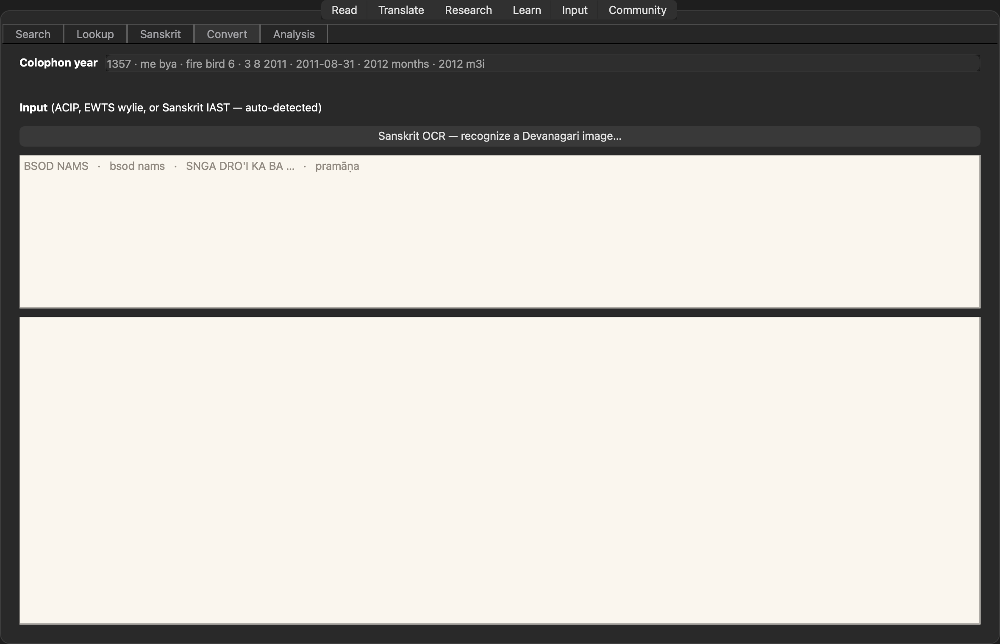 Read Translate Research Learn Input Community
Search Lookup Sanskrit Convert Analysis
Colophon year 1357 · me bya · fire bird 6 · 3 8 2011 · 2011-08-31 · 2012 months · 2012 m3i
Input (ACIP, EWTS wylie, or Sanskrit IAST — auto-detected)
Sanskrit OCR — recognize a Devanagari image...
BSOD NAMS · bsod nams · SNGA DRO'I KA BA ... · pramāṇa